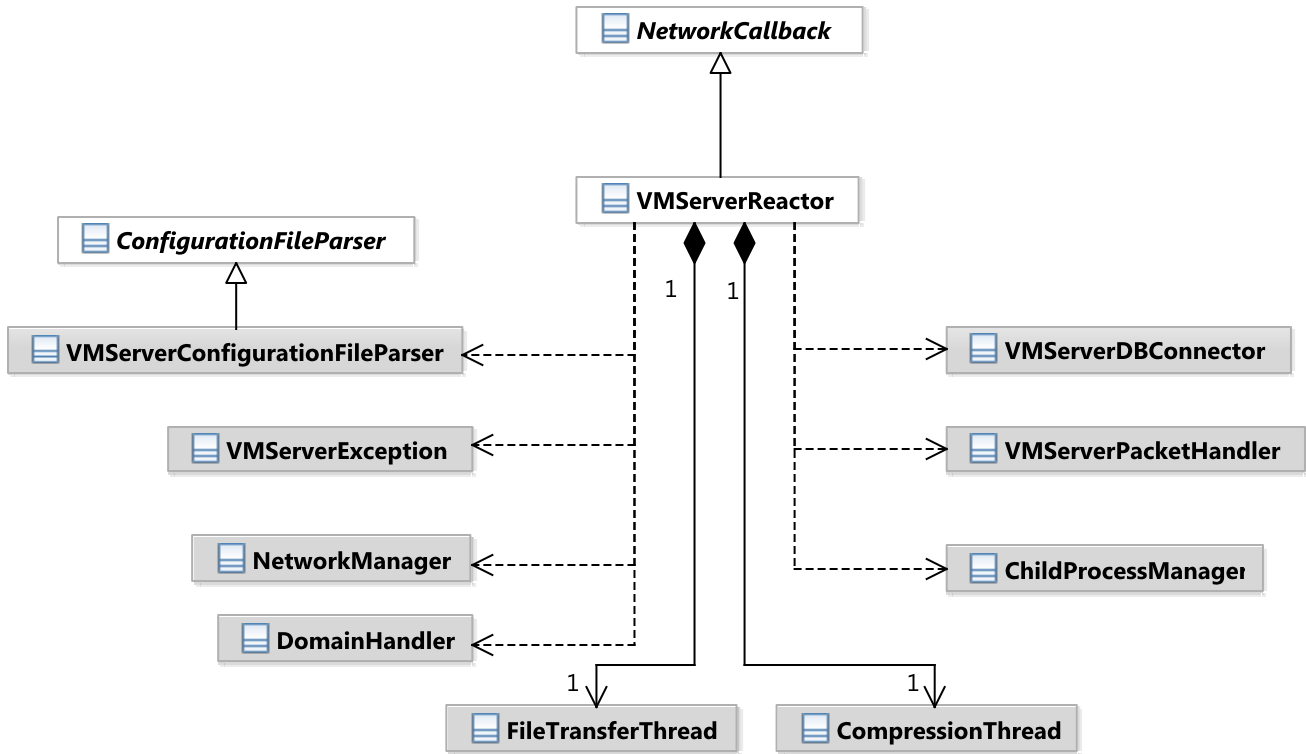 NetworkCallback
VMServerReactor
ConfigurationFileParser
1
1
VMServerConfigurationFileParser
VMServerDBConnector
VMServerException
VMServerPacketHandler
NetworkManager
ChildProcessManager
DomainHandler
1
1
FileTransferThread
CompressionThread